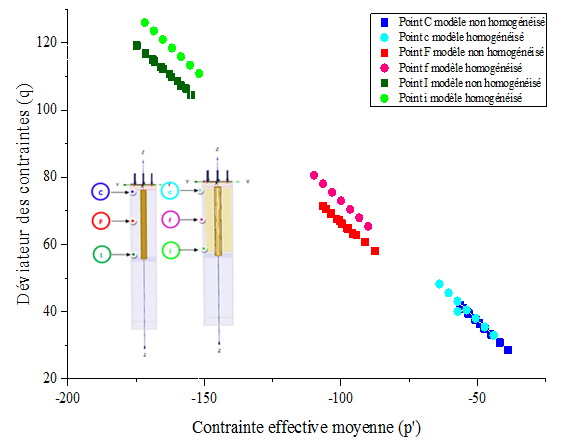 Point C modèle non homogénéisé
Point c modèle homogénéisé
Point F modèle non homogénéisé
Point f modèle homogénéisé
Point I modèle non homogénéisé
Point i modèle homogénéisé
Déviateur des contraintes (q)
120
100
80
60
40
20
-200
-150
-100
-50
Contrainte effective moyenne (p')
Z
Z
Y
Y
C
c
F
f
I
i
Z
Z